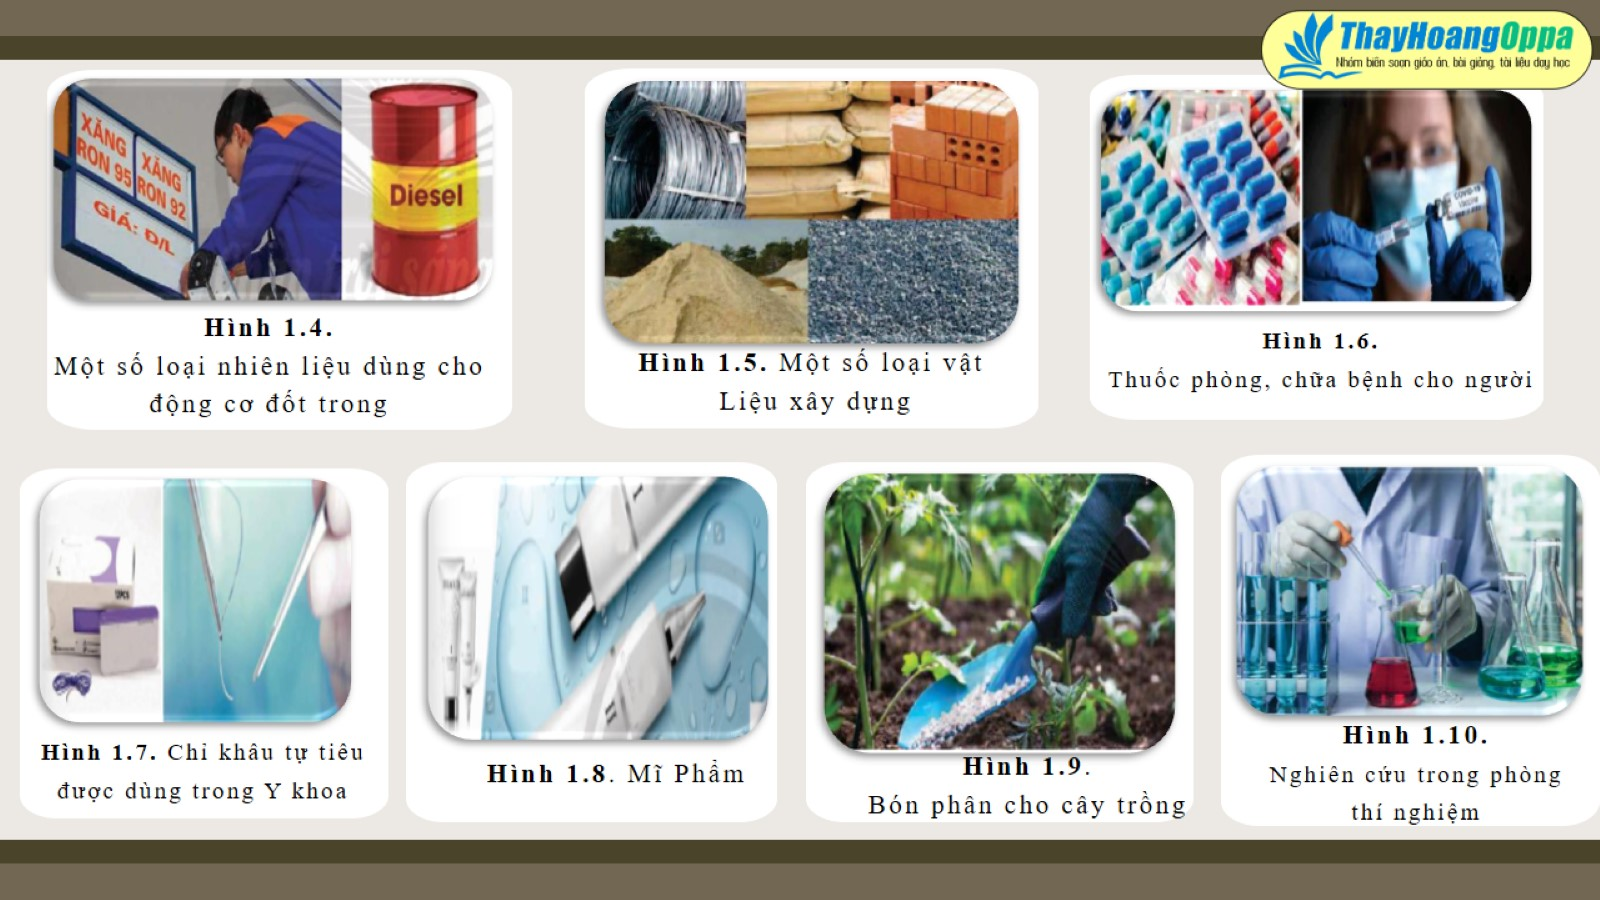 ThayHoangOppa
Nhóm biên soạn giáo án, bài giảng, tài liệu dạy học
XĂNG
RON 95
XĂNG
RON 92
GIÁ: Đ/L
Diesel
COVID-19
Hình 1.4.
Một số loại nhiên liệu dùng cho
động cơ đốt trong
Hình 1.5. Một số loại vật
Liệu xây dựng
Hình 1.6.
Thuốc phòng, chữa bệnh cho người
Hình 1.7. Chỉ khâu tự tiêu
được dùng trong Y khoa
Hình 1.8. Mĩ Phẩm
Hình 1.9.
Bón phân cho cây trồng
Hình 1.10.
Nghiên cứu trong phòng
thí nghiệm